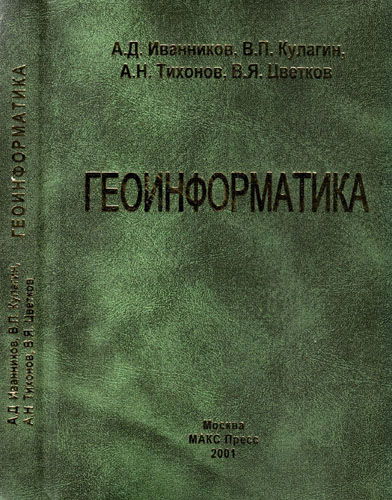 А.Д. Иванников, В.П. Кулагин,
А.Н. Тихонов, В.Я. Цветков
ГЕОИНФОРМАТИКА
Москва
МАКС Пресс
2001
А.Д. Иванников, В.П. Кулагин,
А.Н. Тихонов, В.Я. Цветков
ГЕОИНФОРМАТИКА